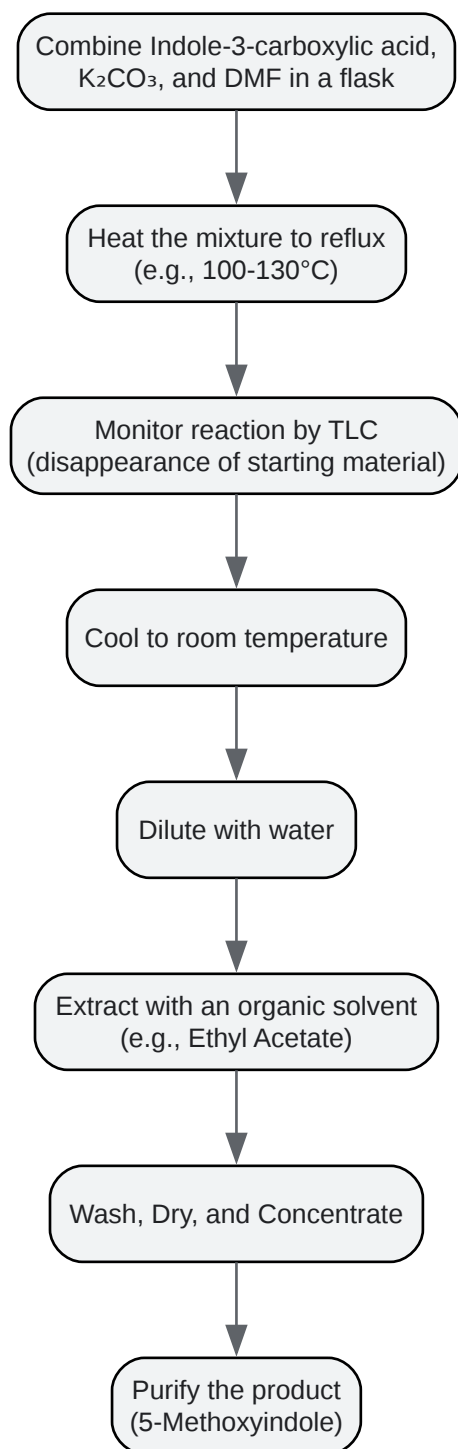 Combine Indole-3-carboxylic acid,
K₂CO₃, and DMF in a flask
Heat the mixture to reflux
(e.g., 100-130°C)
Monitor reaction by TLC
(disappearance of starting material)
Cool to room temperature
Dilute with water
Extract with an organic solvent
(e.g., Ethyl Acetate)
Wash, Dry, and Concentrate
Purify the product
(5-Methoxyindole)